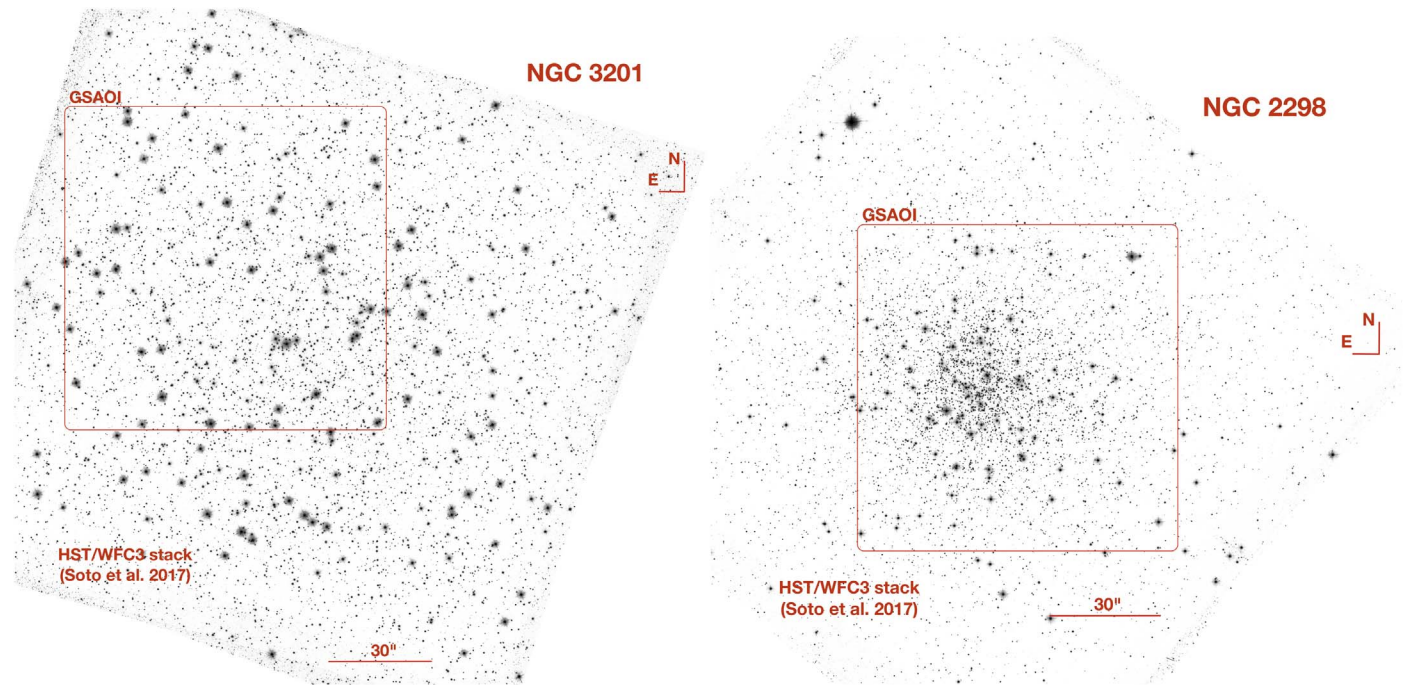 NGC 3201
GSAOI
N
E
HST/WFC3 stack
(Soto et al. 2017)
30"
NGC 2298
GSAOI
N
E
HST/WFC3 stack
(Soto et al. 2017)
30"